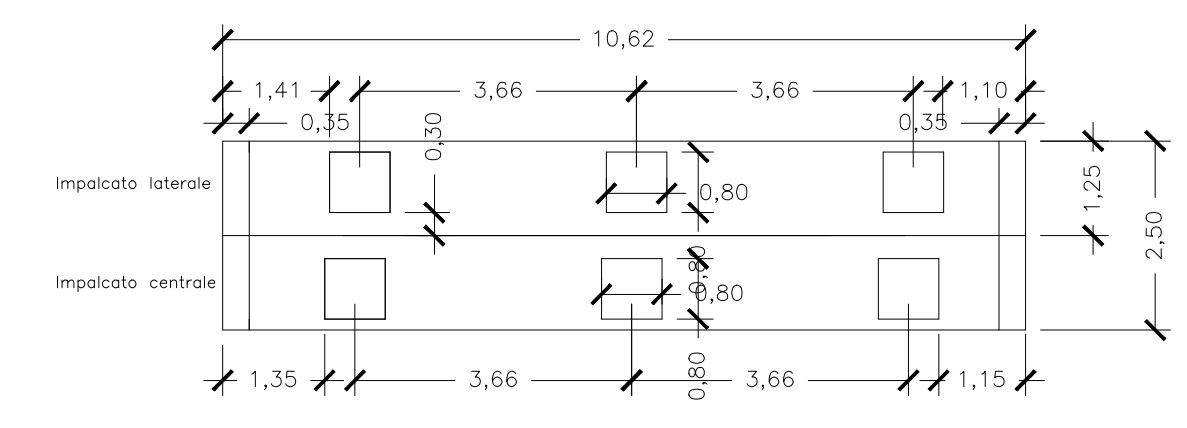 10,62
1,41 3,66 3,66 1,10
0,35 0,30 0,35
Impalcato laterale 0,80 1,25
2,50
0,80
Impalcato centrale 0,80
1,35 3,66 0,80 3,66 1,15